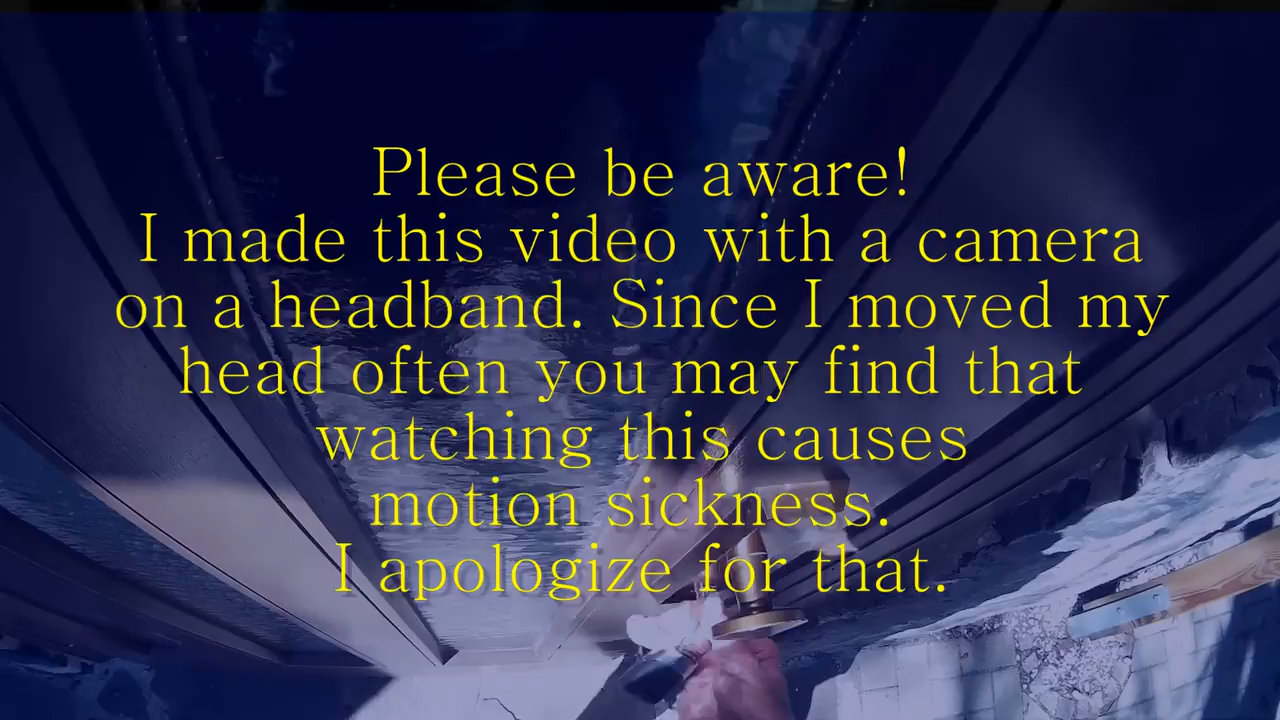 Please be aware!
I made this video with a camera
on a headband. Since I moved my
head often you may find that
watching this causes
motion sickness.
I apologize for that.